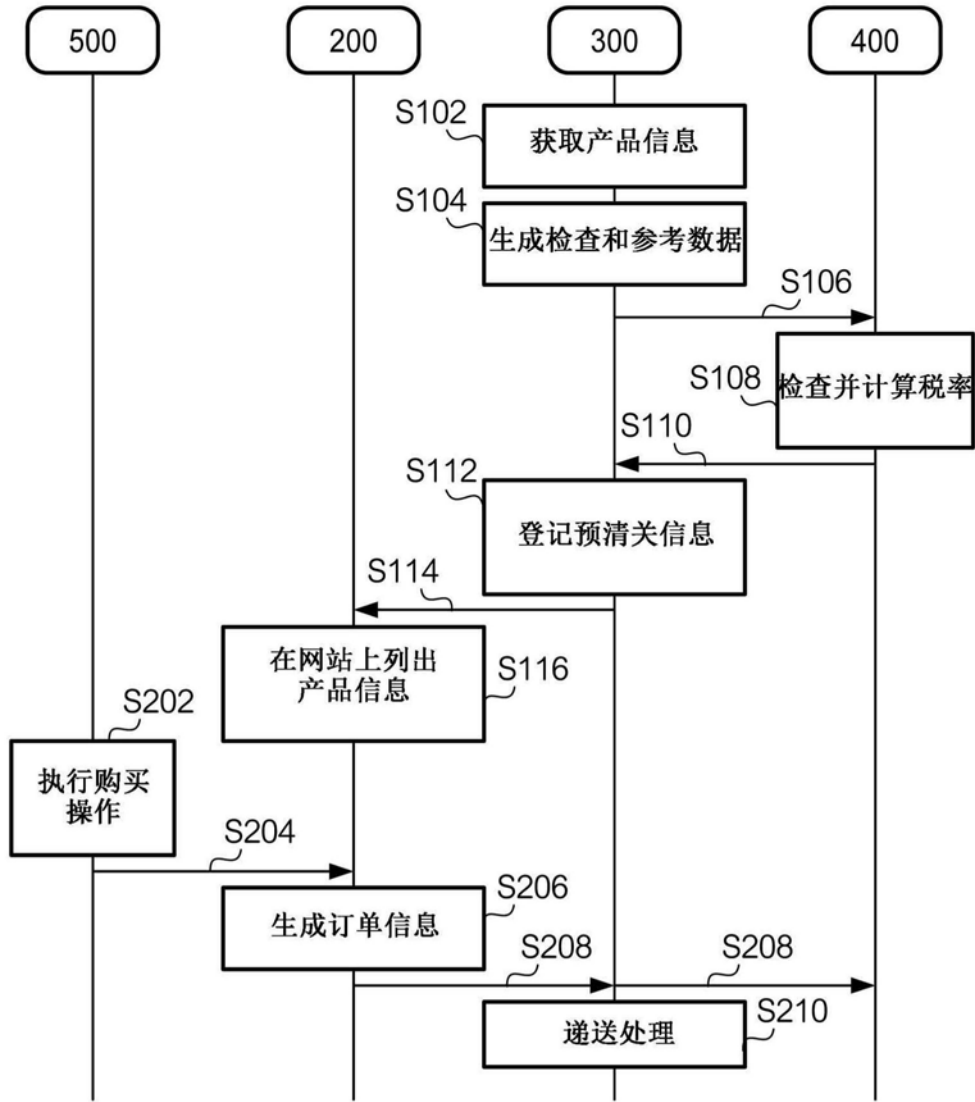 500
200
300
400
S102
获取产品信息
S104
生成检查和参考数据
S106
S108
检查并计算税率
S110
S112
登记预清关信息
S114
在网站上列出
产品信息
S116
S202
执行购买
操作
S204
S206
生成订单信息
S208
S208
S210
递送处理